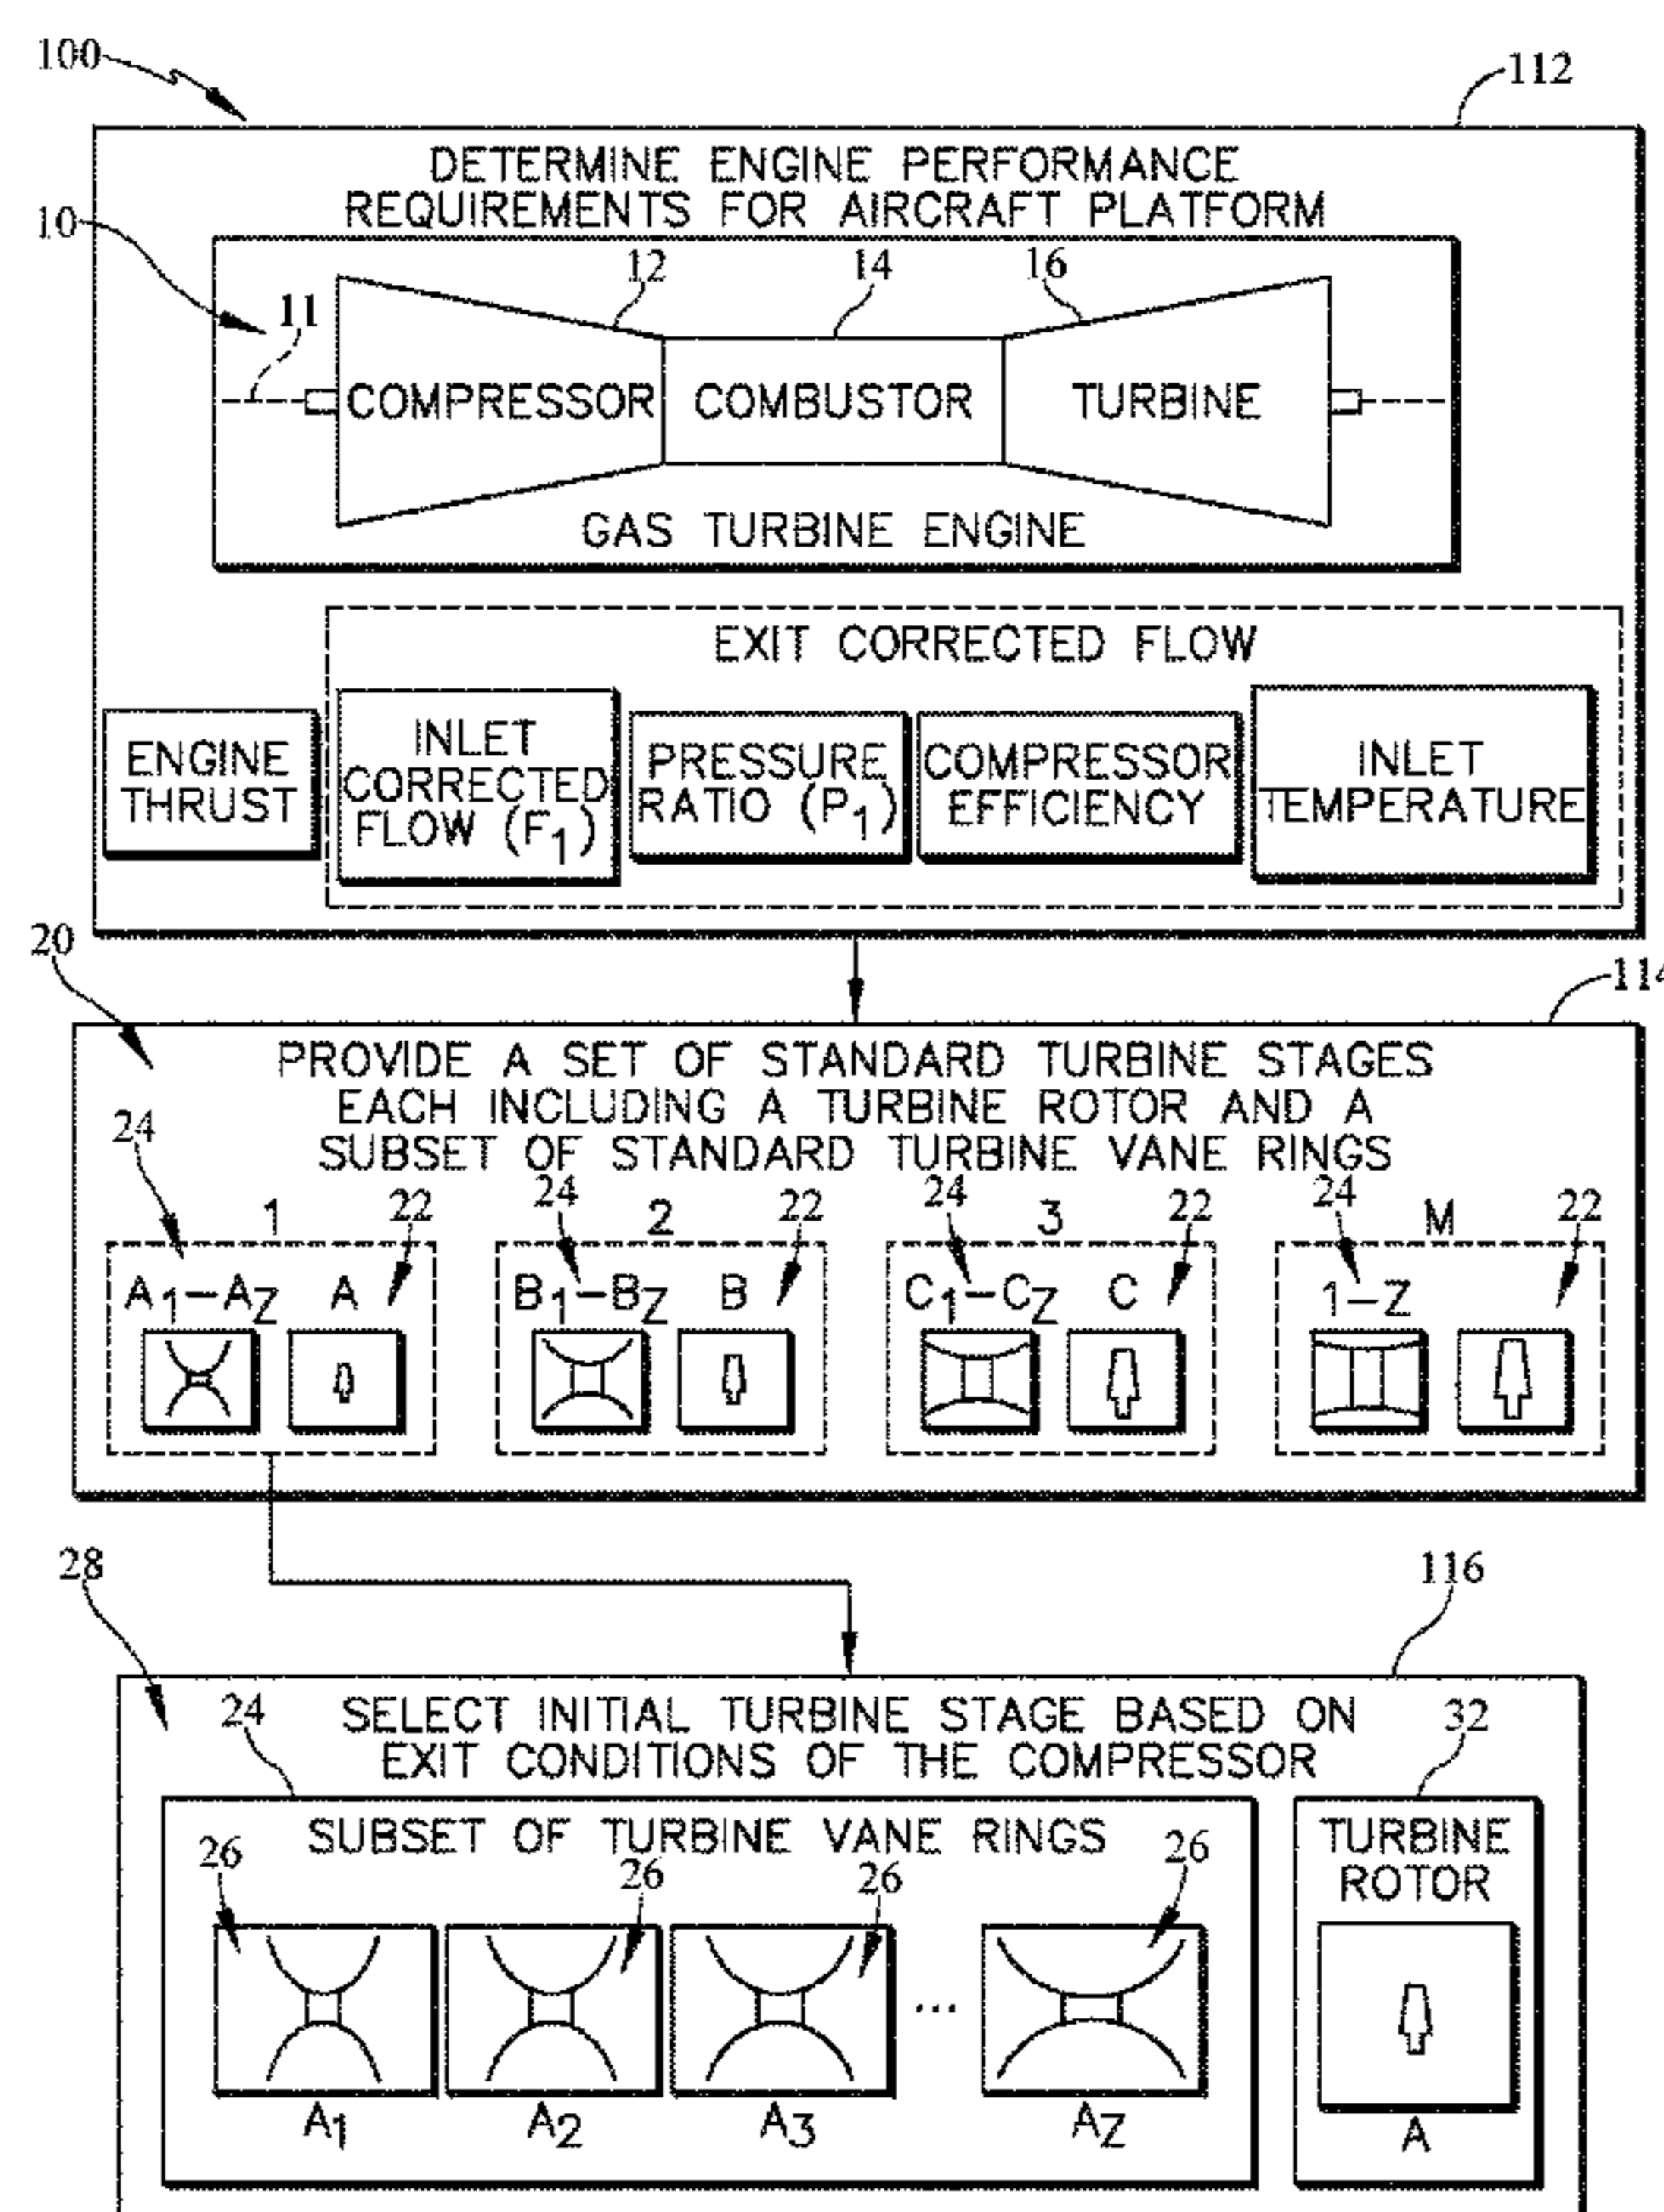 100
112
DETERMINE ENGINE PERFORMANCE
REQUIREMENTS FOR AIRCRAFT PLATFORM
10
12
14
16
11
COMPRESSOR
COMBUSTOR
TURBINE
GAS TURBINE ENGINE
EXIT CORRECTED FLOW
ENGINE
THRUST
INLET
CORRECTED
FLOW (F1)
PRESSURE
RATIO (P1)
COMPRESSOR
EFFICIENCY
INLET
TEMPERATURE
20
114
PROVIDE A SET OF STANDARD TURBINE STAGES
EACH INCLUDING A TURBINE ROTOR AND A
SUBSET OF STANDARD TURBINE VANE RINGS
24 1 22
24 2 22
24 3 22
24 M 22
A1-AZ A
B1-BZ B
C1-CZ C
1-Z
28
116
SELECT INITIAL TURBINE STAGE BASED ON
EXIT CONDITIONS OF THE COMPRESSOR
24
32
SUBSET OF TURBINE VANE RINGS
26 26 26 26
A1 A2 A3 ... AZ
TURBINE
ROTOR
A